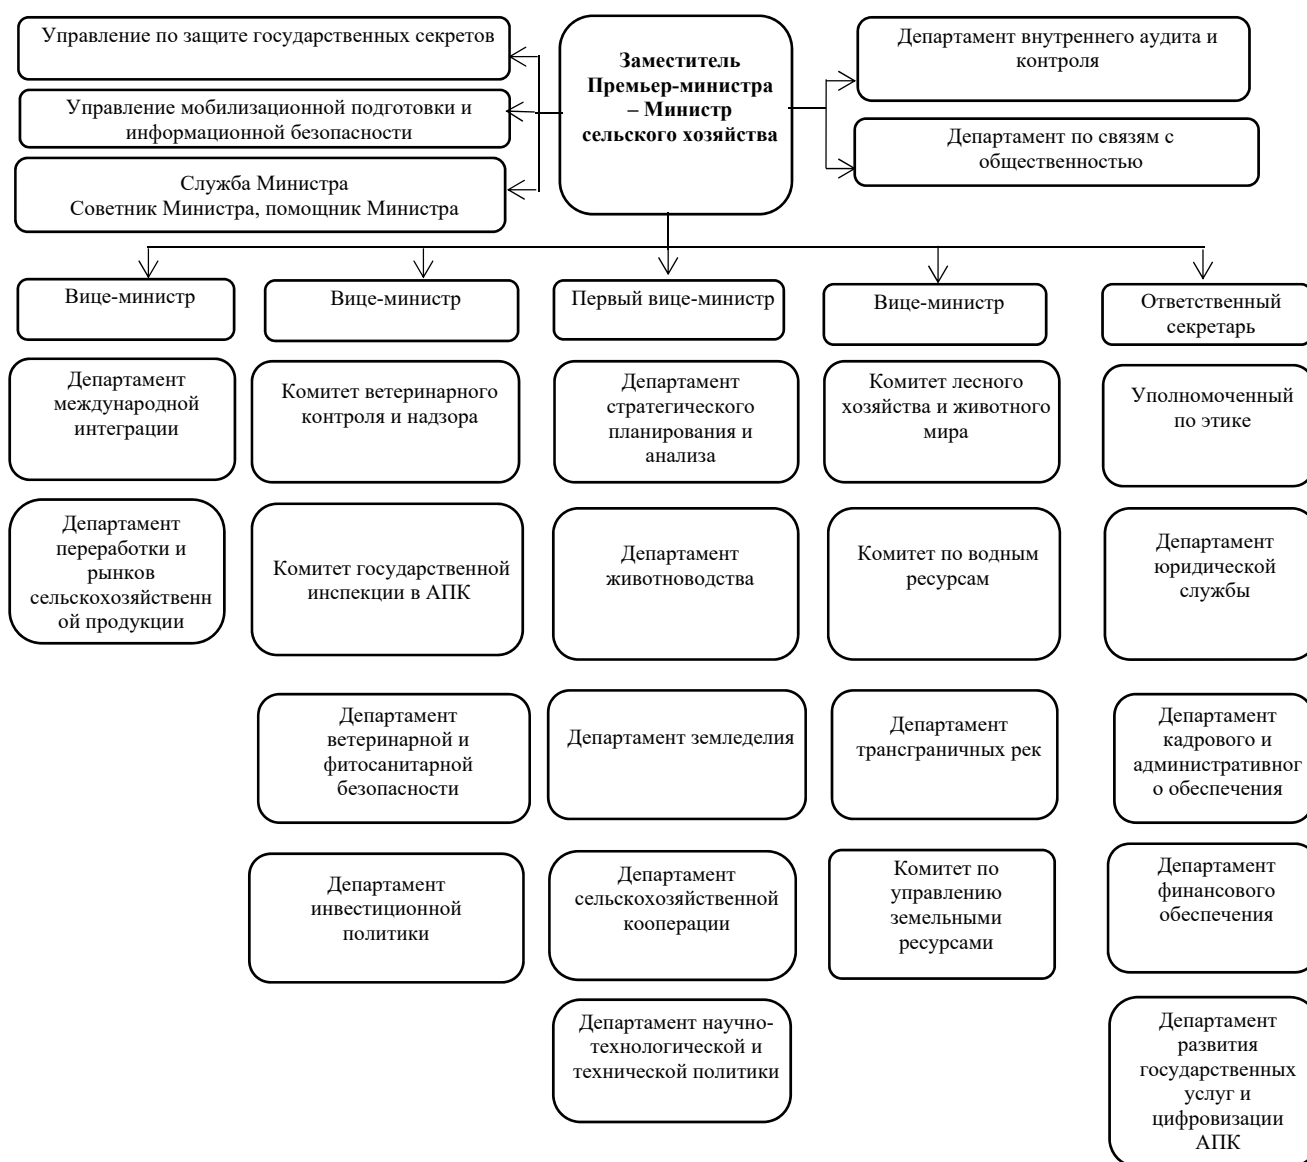 Управление по защите государственных секретов
Управление мобилизационной подготовки и
информационной безопасности
Служба Министра
Советник Министра, помощник Министра
Заместитель
Премьер-министра
– Министр
сельского хозяйства
Департамент внутреннего аудита и
контроля
Департамент по связям с
общественностью
Вице-министр
Вице-министр
Первый вице-министр
Вице-министр
Ответственный
секретарь
Департамент
международной
интеграции
Комитет ветеринарного
контроля и надзора
Департамент
стратегического
планирования и
анализа
Комитет лесного
хозяйства и животного
мира
Уполномоченный
по этике
Департамент
переработки и
рынков
сельскохозяйственн
ой продукции
Комитет государственной
инспекции в АПК
Департамент
животноводства
Комитет по водным
ресурсам
Департамент
юридической
службы
Департамент
ветеринарной и
фитосанитарной
безопасности
Департамент земледелия
Департамент
трансграничных рек
Департамент
кадрового и
административног
о обеспечения
Департамент
инвестиционной
политики
Департамент
сельскохозяйственной
кооперации
Комитет по
управлению
земельными
ресурсами
Департамент
финансового
обеспечения
Департамент научно-
технологической и
технической политики
Департамент
развития
государственных
услуг и
цифровизации
АПК